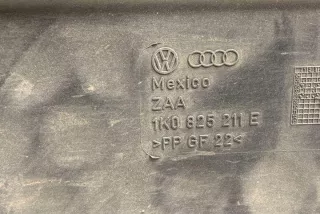 Mexico
ZAA
1K0 825 211 E
>PP GF 22<